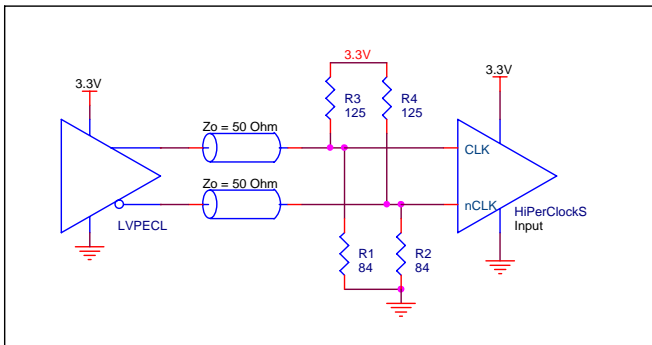 3.3V
3.3V
3.3V
R3
125
R4
125
Zo = 50 Ohm
CLK
Zo = 50 Ohm
nCLK
LVPECL
HiPerClockS
Input
R1
84
R2
84